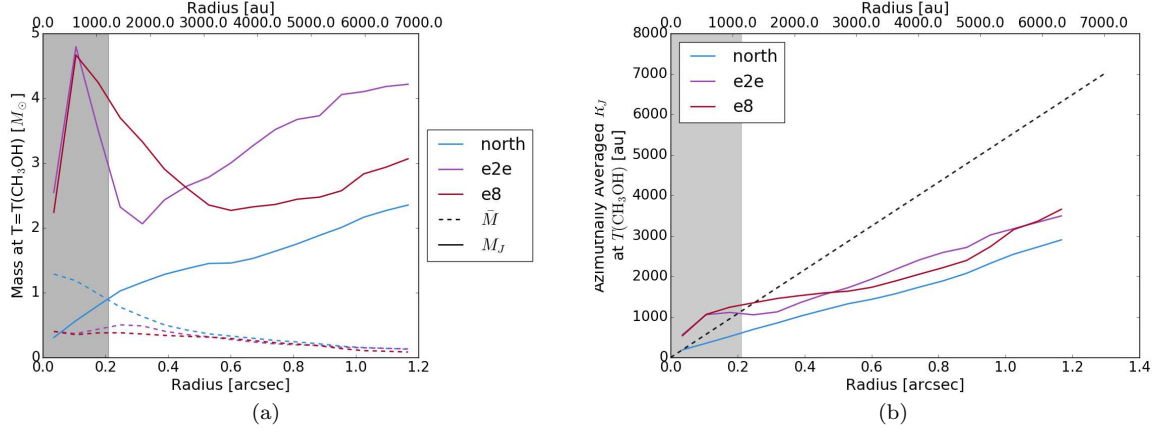 Radius [au]
0.0 1000.0 2000.0 3000.0 4000.0 5000.0 6000.0 7000.0
5
4
3
2
1
0
Mass at T=T(CH₃OH) [M⊙]
0.0 0.2 0.4 0.6 0.8 1.0 1.2
Radius [arcsec]
north
e2e
e8
M̄
M_J
(a)
Radius [au]
0.0 1000.0 2000.0 3000.0 4000.0 5000.0 6000.0 7000.0
8000
7000
6000
5000
4000
3000
2000
1000
0
Azimuthally Averaged R_J
at T(CH₃OH) [au]
0.0 0.2 0.4 0.6 0.8 1.0 1.2 1.4
Radius [arcsec]
north
e2e
e8
(b)